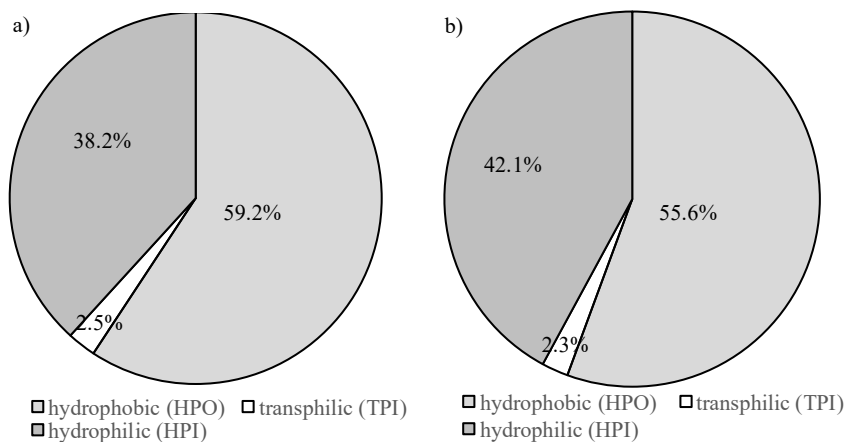 a)
38.2%
59.2%
2.5%
hydrophobic (HPO) transphilic (TPI)
hydrophilic (HPI)
b)
42.1%
55.6%
2.3%
hydrophobic (HPO) transphilic (TPI)
hydrophilic (HPI)